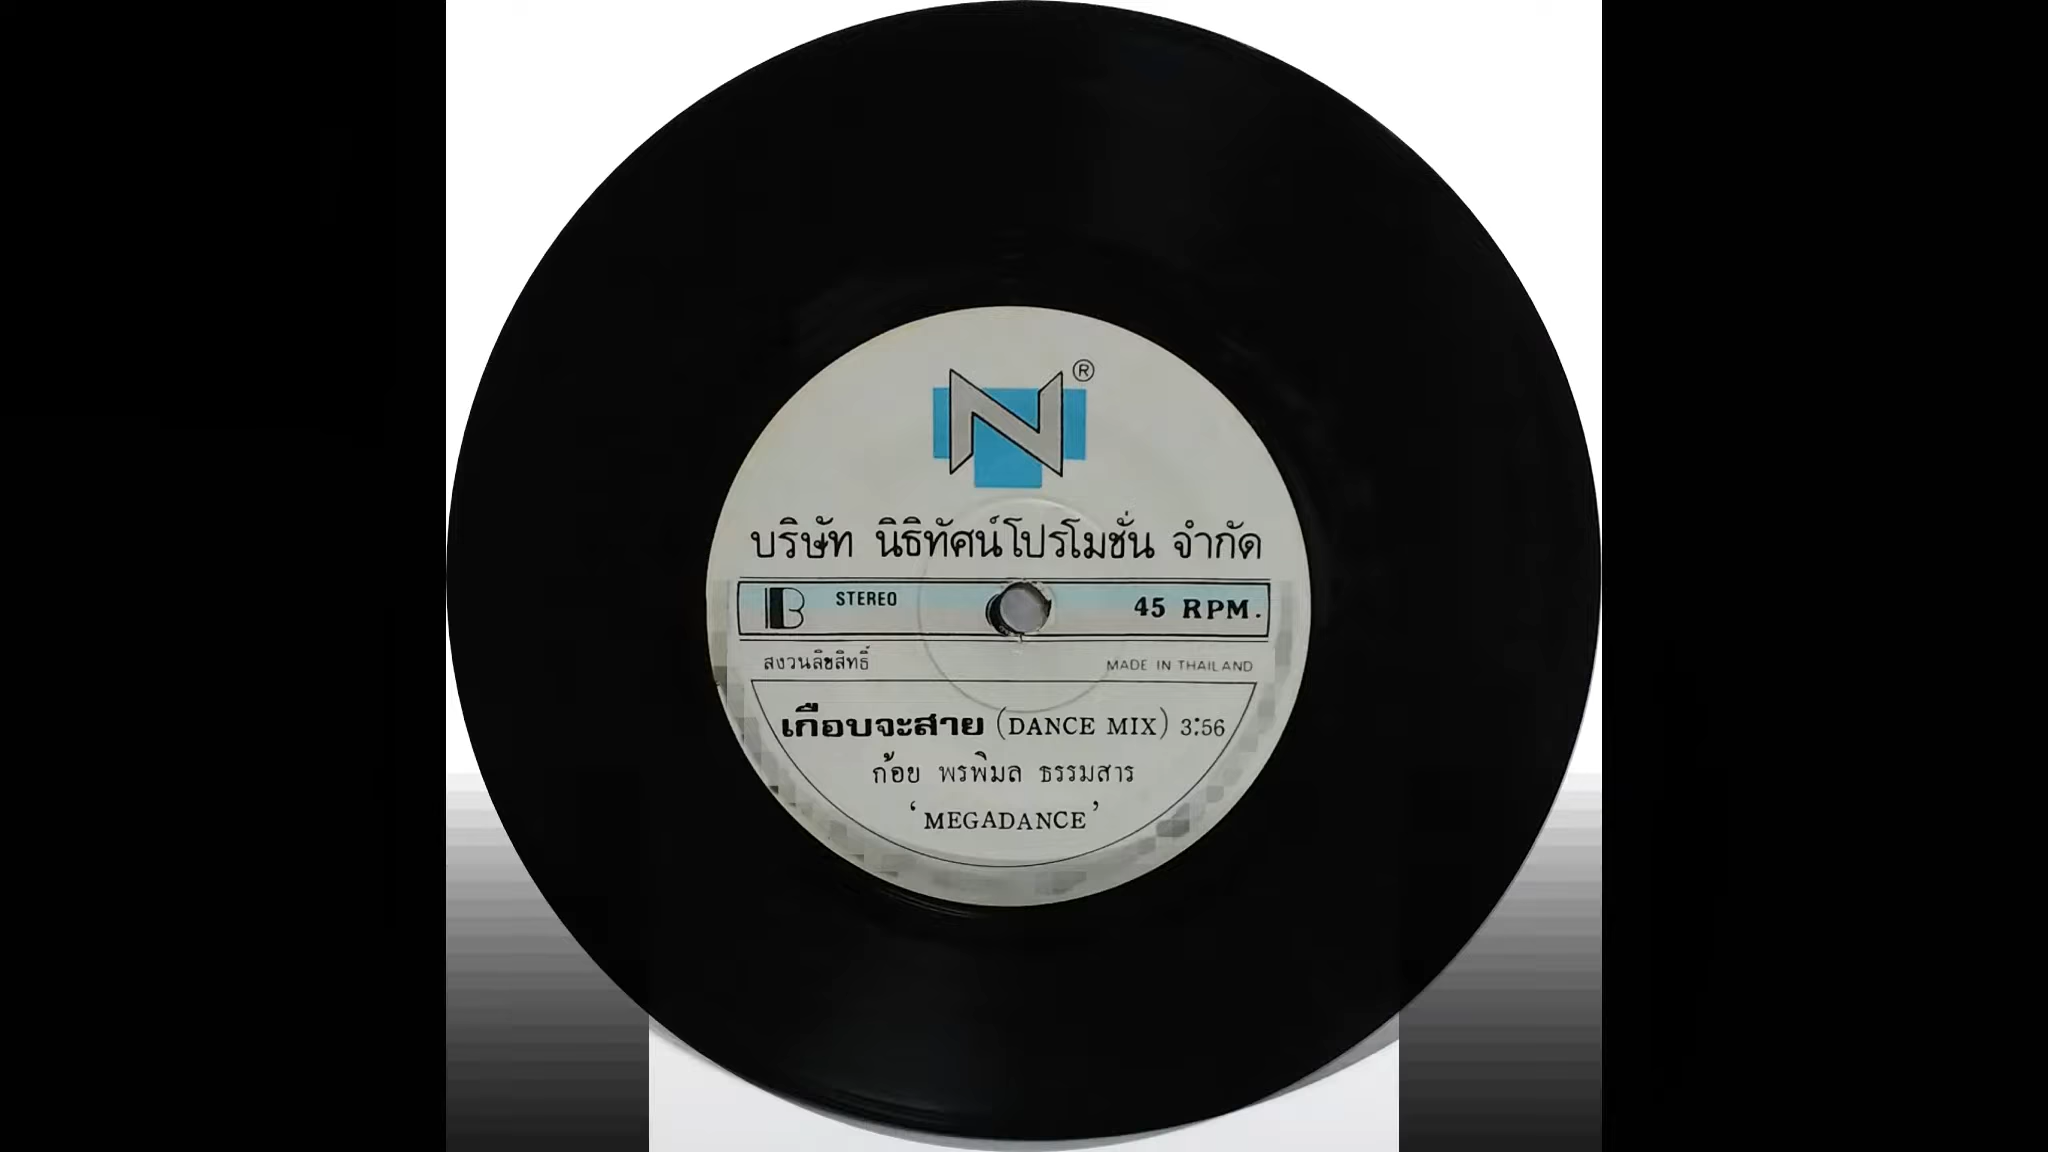 N ®
บริษัท นิธิทัศน์โปรโมชั่น จำกัด
B STEREO 45 RPM.
สงวนลิขสิทธิ์ MADE IN THAILAND
เกือบจะสาย (DANCE MIX) 3:56
ก้อย พรพิมล ธรรมสาร
‘MEGADANCE’